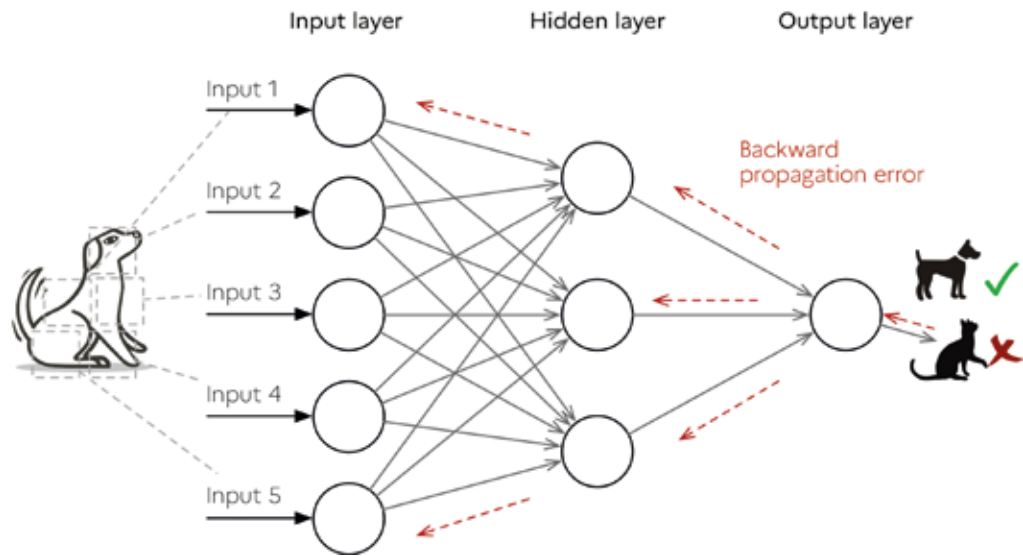 Input layer
Hidden layer
Output layer
Input 1
Input 2
Input 3
Input 4
Input 5
Backward
propagation error